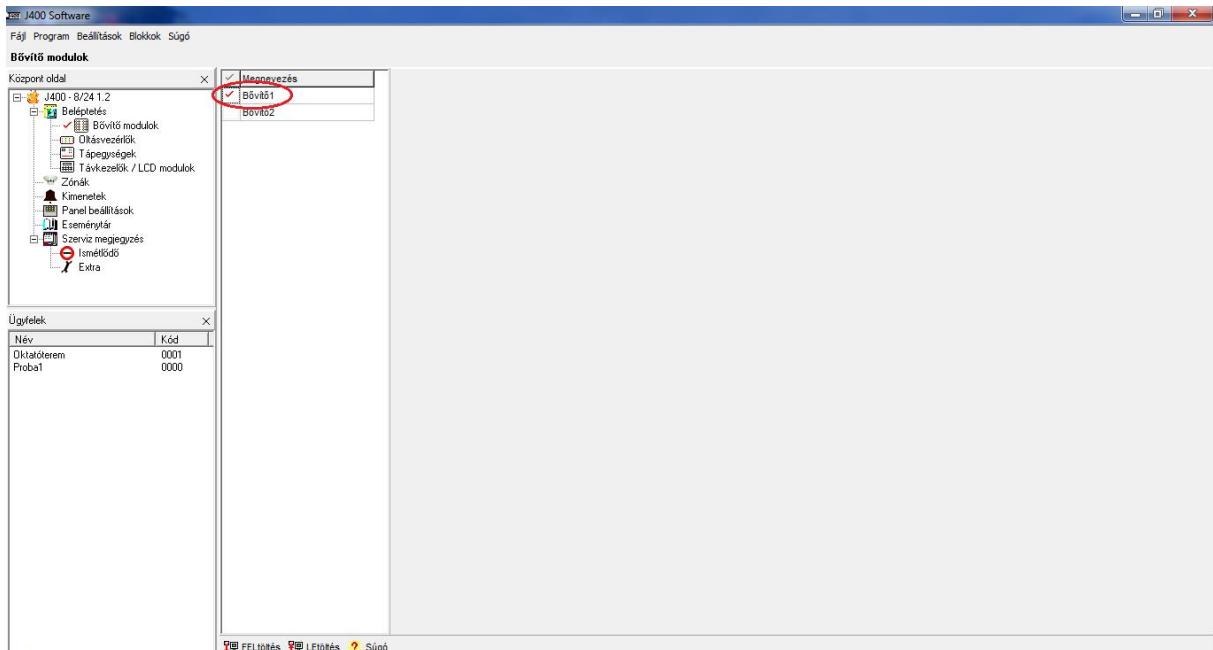 J400 Software
Fájl Program Beállítások Blokkok Súgó
Bővítő modulok
Központ oldal
J400 - 8/24 1.2
Beléptetés
Bővítő modulok
Oltásvezérlők
Tápegységek
Távkezelők / LCD modulok
Zónák
Kimenetek
Panel beállítások
Eseménytár
Szerviz megjegyzés
Ismétlődő
Extra
Ügyfelek
Név Kód
Oktatóterem 0001
Proba1 0000
Megnevezés
Bővítő1
Bővítő2
FELtöltés LEtöltés ? Súgó